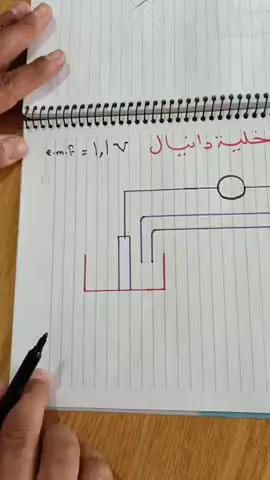 خلية دانيال e.m.f = 1,1 V